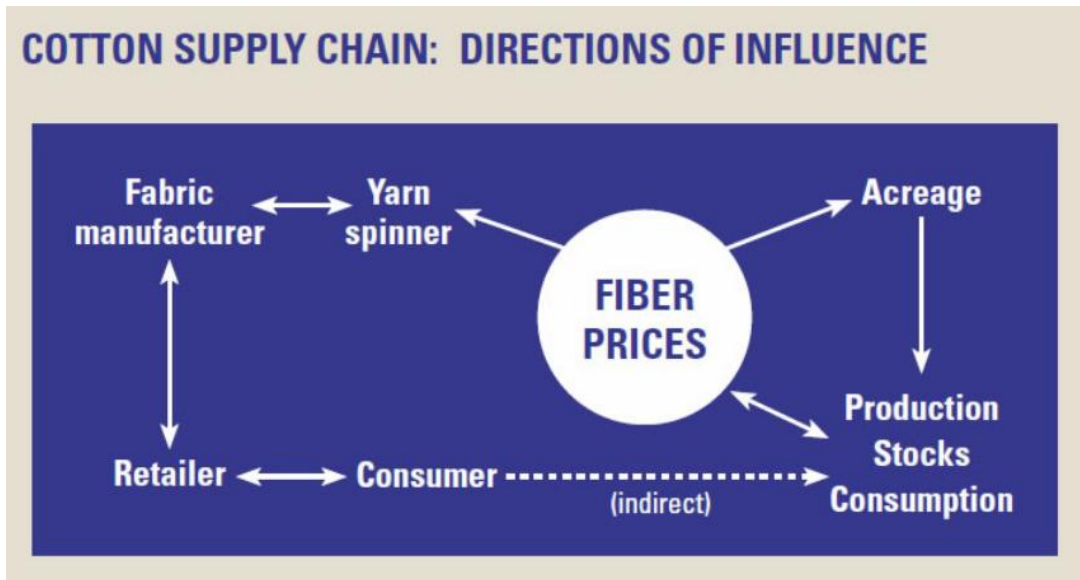 COTTON SUPPLY CHAIN: DIRECTIONS OF INFLUENCE
Fabric
manufacturer
Yarn
spinner
FIBER
PRICES
Acreage
Production
Stocks
Consumption
Retailer
Consumer
(indirect)